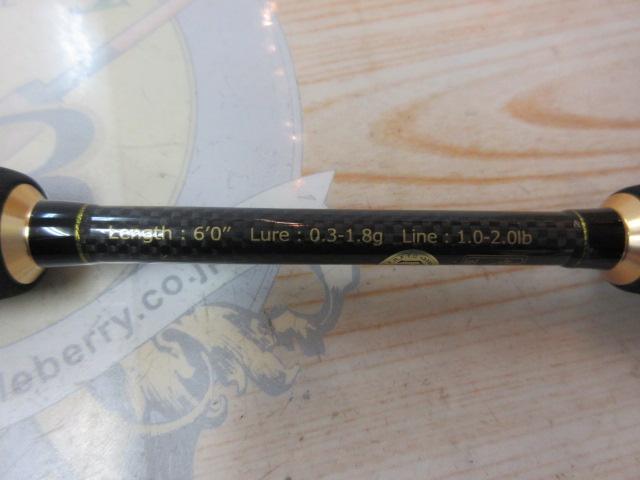 Length : 6'0" Lure : 0.3-1.8g Line : 1.0-2.0lb
leberry.co.j